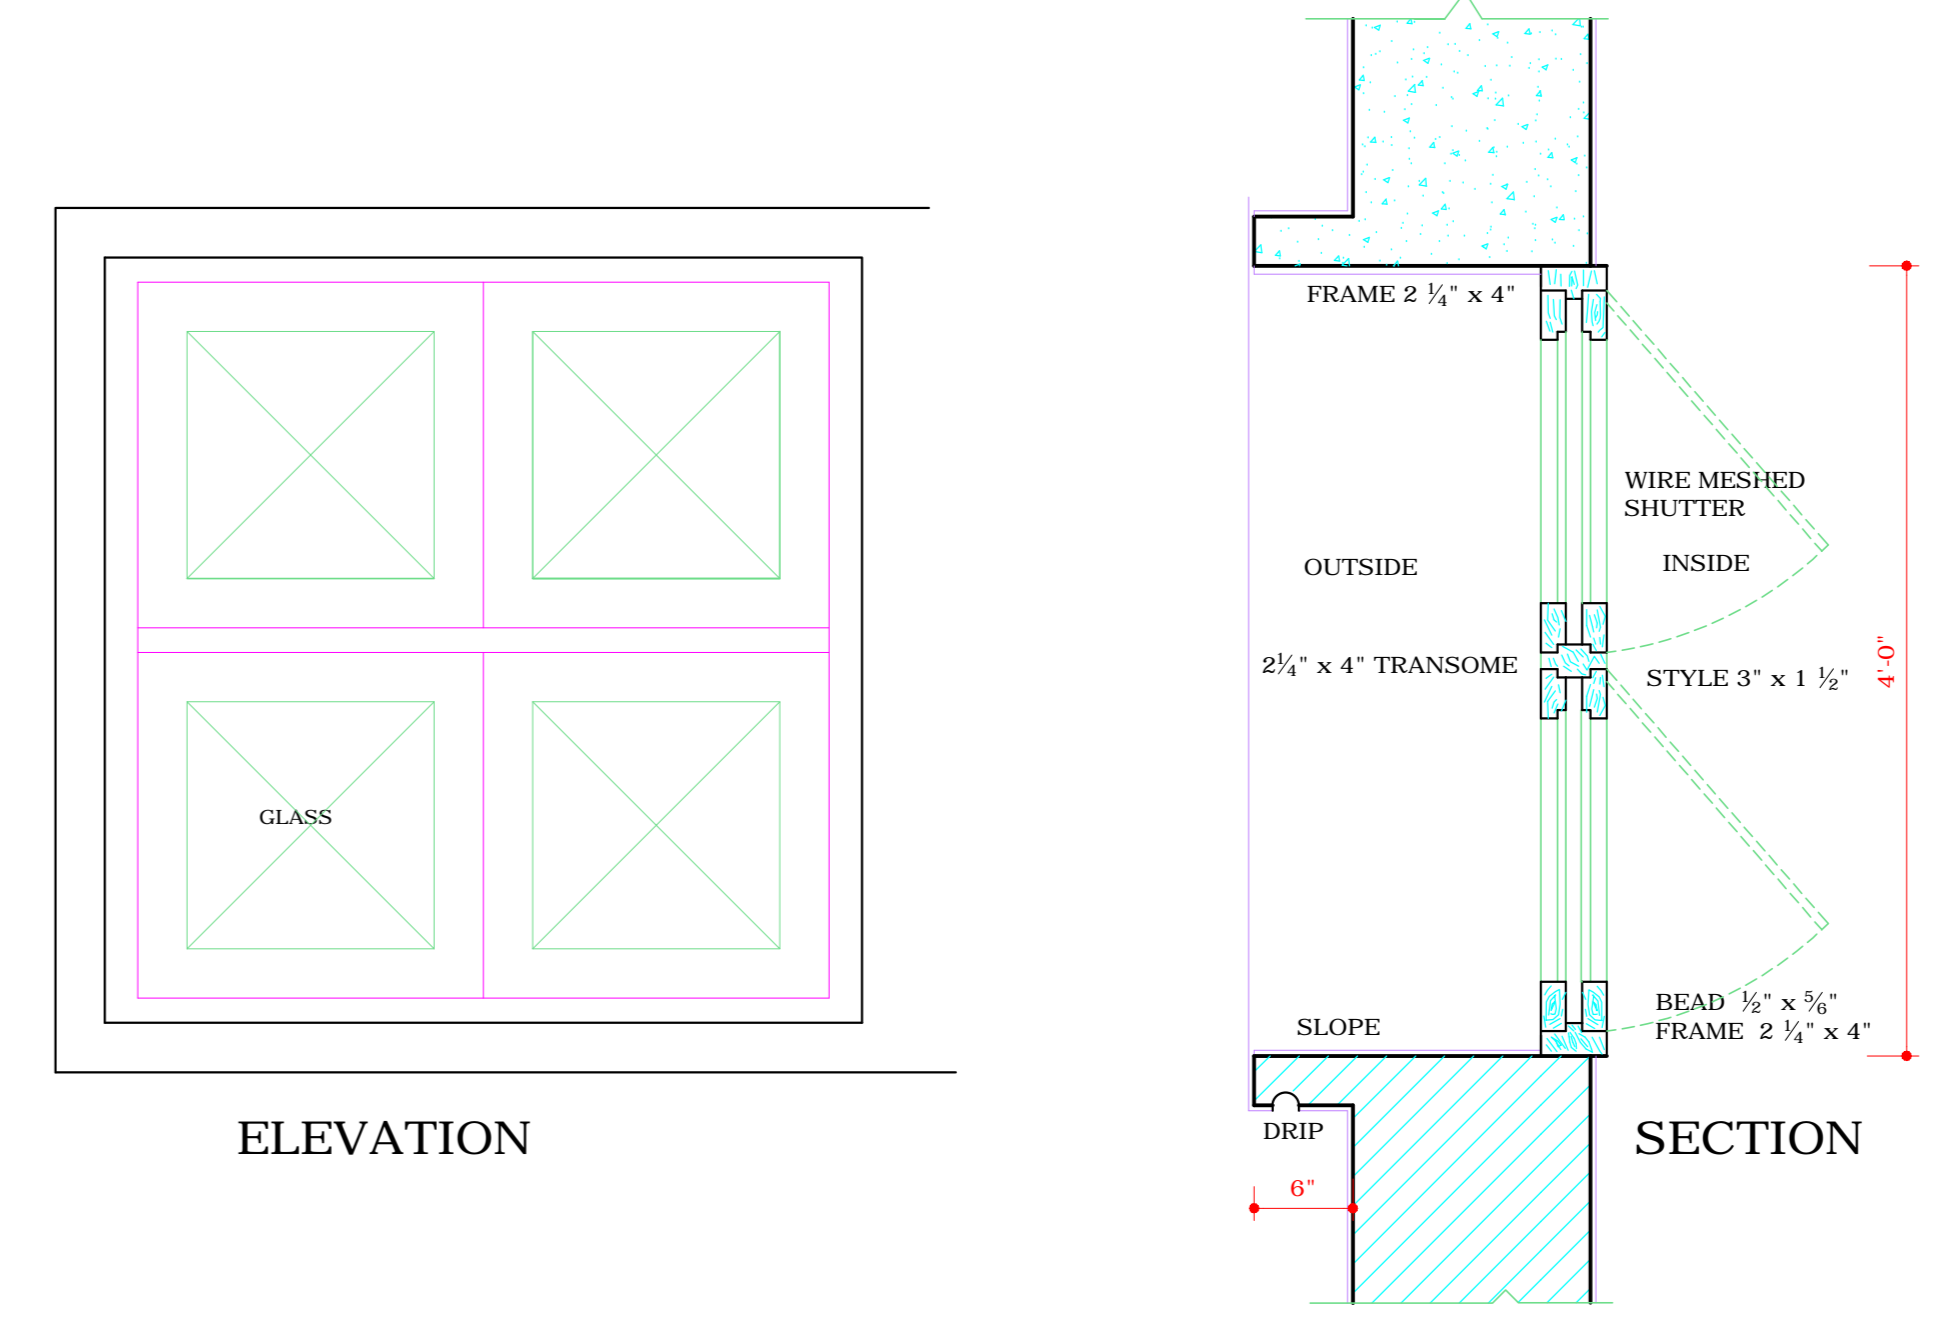 GLASS
ELEVATION
FRAME 2 ¼" x 4"
WIRE MESHED
SHUTTER
OUTSIDE
INSIDE
2¼" x 4" TRANSOME
STYLE 3" x 1 ½"
4'-0"
BEAD ½" x ⅚"
FRAME 2 ¼" x 4"
SLOPE
DRIP
SECTION
6"